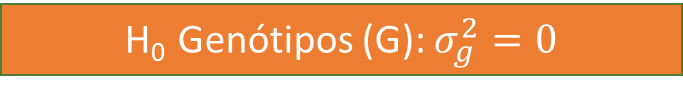 H₀ Genótipos (G): σ²g = 0